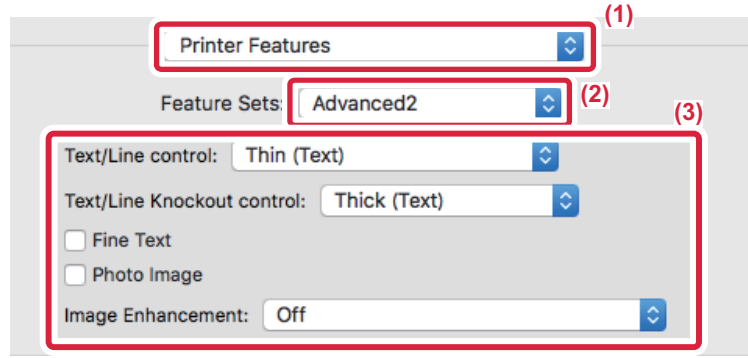 (1)
Printer Features
Feature Sets: Advanced2 (2)
(3)
Text/Line control: Thin (Text)
Text/Line Knockout control: Thick (Text)
Fine Text
Photo Image
Image Enhancement: Off